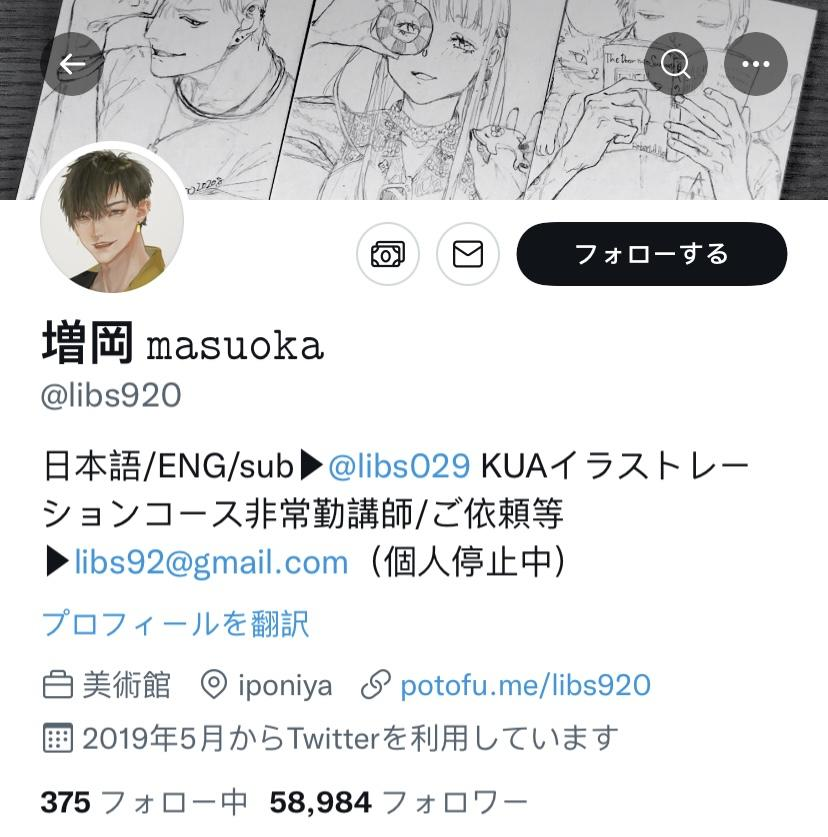 The Door
フォローする
増岡 masuoka
@libs920
日本語/ENG/sub▶@libs029 KUAイラストレー
ションコース非常勤講師/ご依頼等
▶libs92@gmail.com（個人停止中）
プロフィールを翻訳
美術館 iponiya potofu.me/libs920
2019年5月からTwitterを利用しています
375 フォロー中 58,984 フォロワー